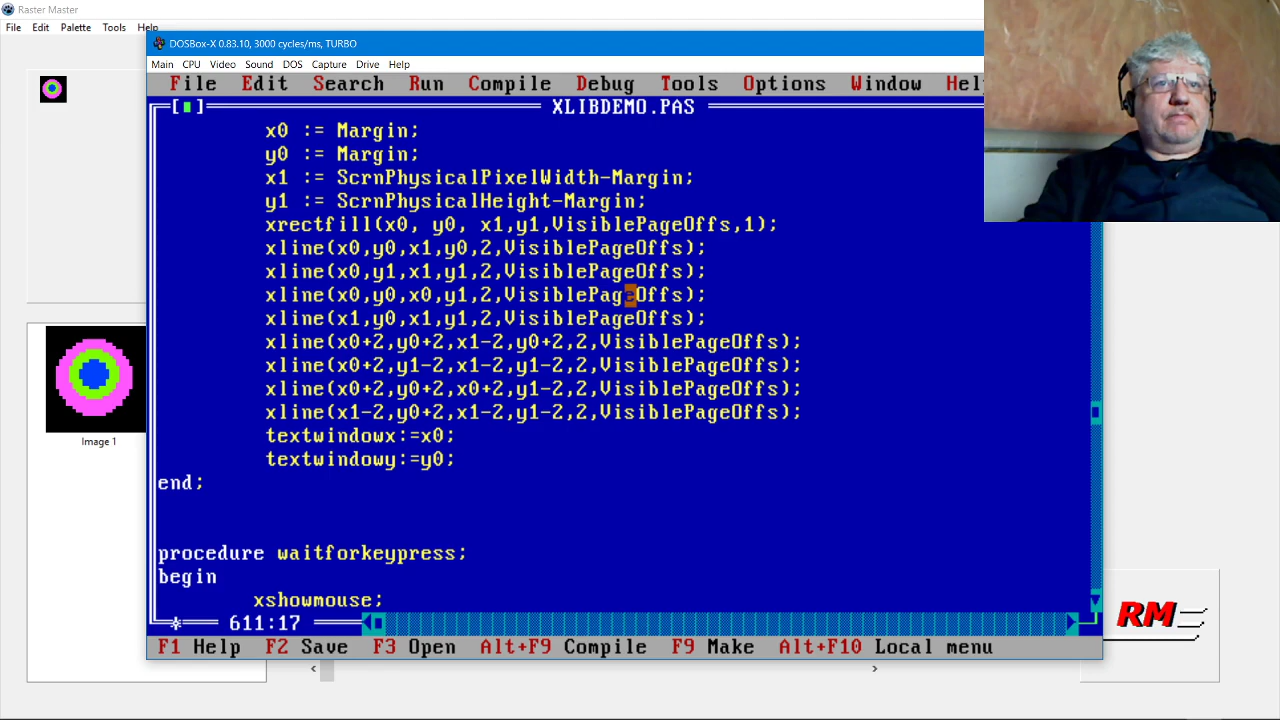 Raster Master
File Edit Palette Tools Help
DOSBox-X 0.83.10, 3000 cycles/ms, TURBO
Main CPU Video Sound DOS Capture Drive Help
File Edit Search Run Compile Debug Tools Options Window Hel
XLIBDEMO.PAS
x0 := Margin;
y0 := Margin;
x1 := ScrnPhysicalPixelWidth-Margin;
y1 := ScrnPhysicalHeight-Margin;
xrectfill(x0, y0, x1,y1,VisiblePageOffs,1);
xline(x0,y0,x1,y0,2,VisiblePageOffs);
xline(x0,y1,x1,y1,2,VisiblePageOffs);
xline(x0,y0,x0,y1,2,VisiblePageOffs);
xline(x1,y0,x1,y1,2,VisiblePageOffs);
xline(x0+2,y0+2,x1-2,y0+2,2,VisiblePageOffs);
xline(x0+2,y1-2,x1-2,y1-2,2,VisiblePageOffs);
xline(x0+2,y0+2,x0+2,y1-2,2,VisiblePageOffs);
xline(x1-2,y0+2,x1-2,y1-2,2,VisiblePageOffs);
textwindowx:=x0;
textwindowy:=y0;
end;
procedure waitforkeypress;
begin
xshowmouse;
611:17
F1 Help F2 Save F3 Open Alt+F9 Compile F9 Make Alt+F10 Local menu
Image 1
RM